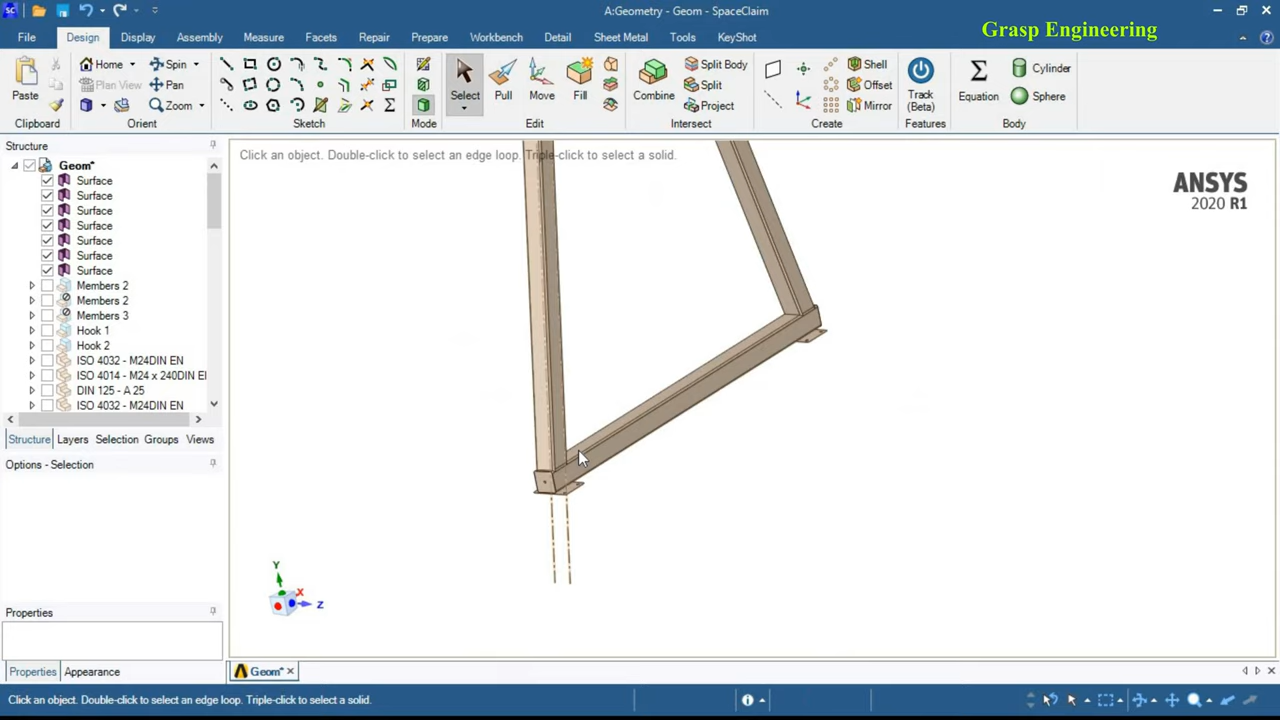 A:Geometry - Geom - SpaceClaim
Grasp Engineering
File Design Display Assembly Measure Facets Repair Prepare Workbench Detail Sheet Metal Tools KeyShot
Paste
Clipboard
Home Spin
Plan View Pan
Zoom
Orient
Sketch
Mode
Select Pull Move Fill
Edit
Combine
Split Body
Split
Project
Intersect
Shell
Offset
Mirror
Create
Track
(Beta)
Features
Equation
Cylinder
Sphere
Body
Structure
Geom*
Surface
Surface
Surface
Surface
Surface
Surface
Surface
Members 2
Members 2
Members 3
Hook 1
Hook 2
ISO 4032 - M24DIN EN
ISO 4014 - M24 x 240DIN EI
DIN 125 - A 25
ISO 4032 - M24DIN EN
Structure Layers Selection Groups Views
Options - Selection
Properties
Properties Appearance
Click an object. Double-click to select an edge loop. Triple-click to select a solid.
ANSYS
2020 R1
Y
X
Z
Geom*
Click an object. Double-click to select an edge loop. Triple-click to select a solid.